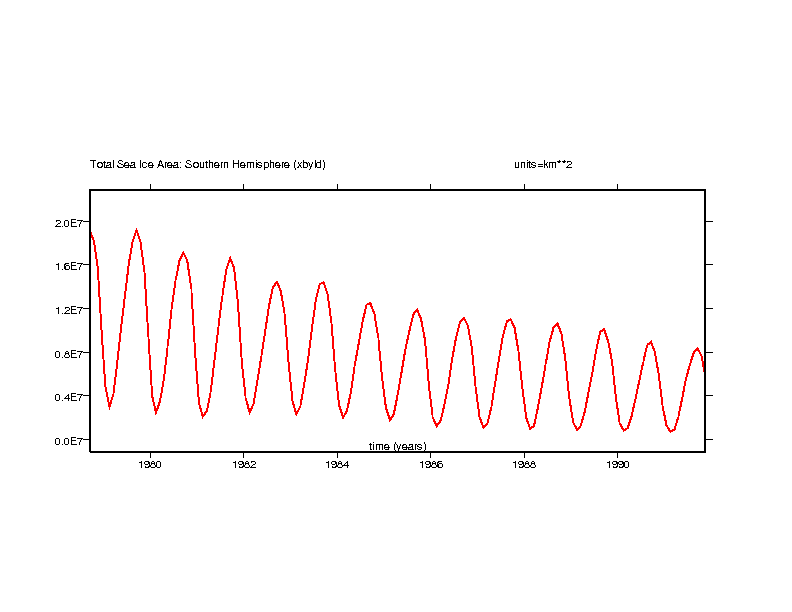 Total Sea Ice Area: Southern Hemisphere (xbyld) units=km**2
2.0E7
1.6E7
1.2E7
0.8E7
0.4E7
0.0E7
time (years)
1980 1982 1984 1986 1988 1990